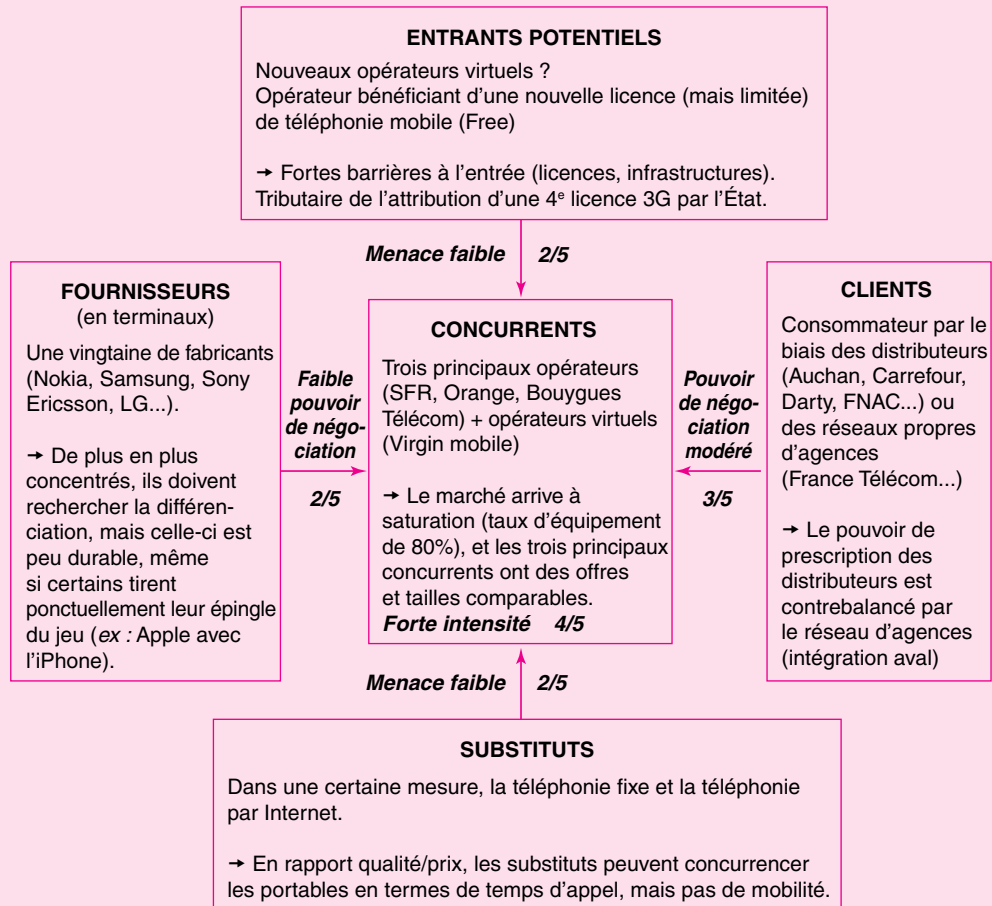 ENTRANTS POTENTIELS
Nouveaux opérateurs virtuels ?
Opérateur bénéficiant d'une nouvelle licence (mais limitée)
de téléphonie mobile (Free)
→ Fortes barrières à l'entrée (licences, infrastructures).
Tributaire de l'attribution d'une 4e licence 3G par l'État.
Menace faible 2/5
FOURNISSEURS
(en terminaux)
Une vingtaine de fabricants
(Nokia, Samsung, Sony
Ericsson, LG...).
→ De plus en plus
concentrés, ils doivent
rechercher la différen-
ciation, mais celle-ci est
peu durable, même
si certains tirent
ponctuellement leur épingle
du jeu (ex : Apple avec
l'iPhone).
Faible
pouvoir
de négo-
ciation
2/5
CONCURRENTS
Trois principaux opérateurs
(SFR, Orange, Bouygues
Télécom) + opérateurs virtuels
(Virgin mobile)
→ Le marché arrive à
saturation (taux d'équipement
de 80%), et les trois principaux
concurrents ont des offres
et tailles comparables.
Forte intensité 4/5
Pouvoir
de négo-
ciation
modéré
3/5
CLIENTS
Consommateur par le
biais des distributeurs
(Auchan, Carrefour,
Darty, FNAC...) ou
des réseaux propres
d'agences
(France Télécom...)
→ Le pouvoir de
prescription des
distributeurs est
contrebalancé par
le réseau d'agences
(intégration aval)
Menace faible 2/5
SUBSTITUTS
Dans une certaine mesure, la téléphonie fixe et la téléphonie
par Internet.
→ En rapport qualité/prix, les substituts peuvent concurrencer
les portables en termes de temps d'appel, mais pas de mobilité.